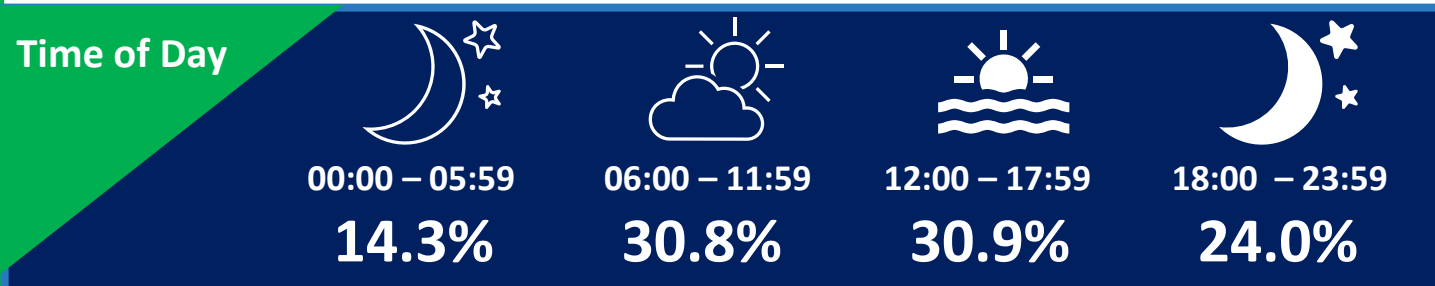 Time of Day
00:00 – 05:59 06:00 – 11:59 12:00 – 17:59 18:00 – 23:59
14.3% 30.8% 30.9% 24.0%